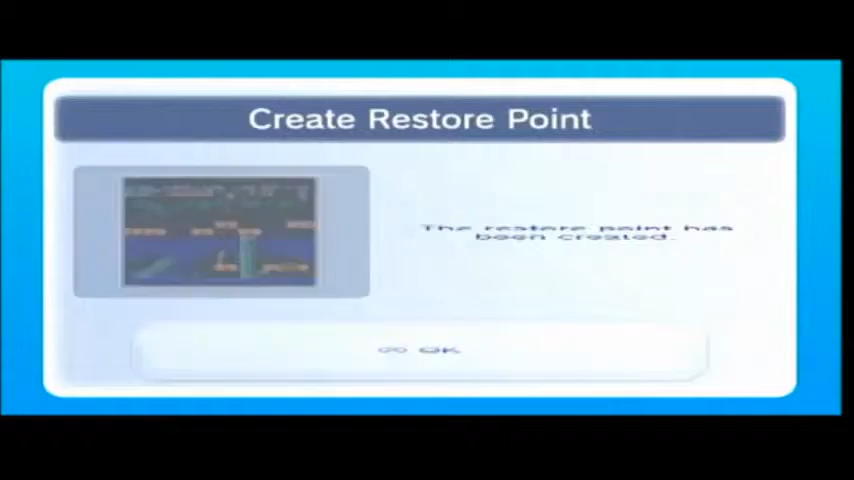 Create Restore Point
The restore point has
been created.
OK